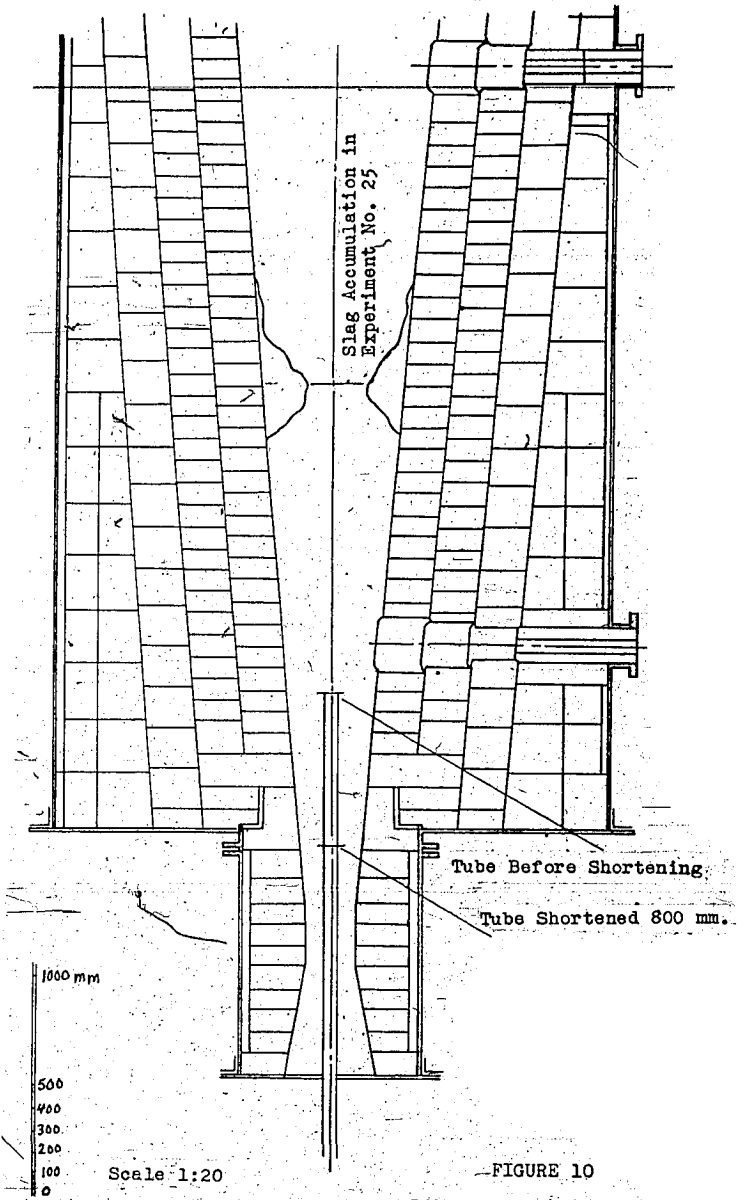 Slag Accumulation in
Experiment No. 25
Tube Before Shortening
Tube Shortened 800 mm.
1000 mm
500
400
300
200
100
0
Scale 1:20
FIGURE 10